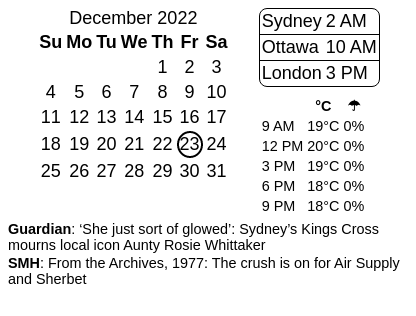 December 2022
Su Mo Tu We Th Fr Sa
1 2 3
4 5 6 7 8 9 10
11 12 13 14 15 16 17
18 19 20 21 22 23 24
25 26 27 28 29 30 31
Sydney 2 AM
Ottawa 10 AM
London 3 PM
°C ☂
9 AM 19°C 0%
12 PM 20°C 0%
3 PM 19°C 0%
6 PM 18°C 0%
9 PM 18°C 0%
Guardian: ‘She just sort of glowed’: Sydney’s Kings Cross
mourns local icon Aunty Rosie Whittaker
SMH: From the Archives, 1977: The crush is on for Air Supply
and Sherbet